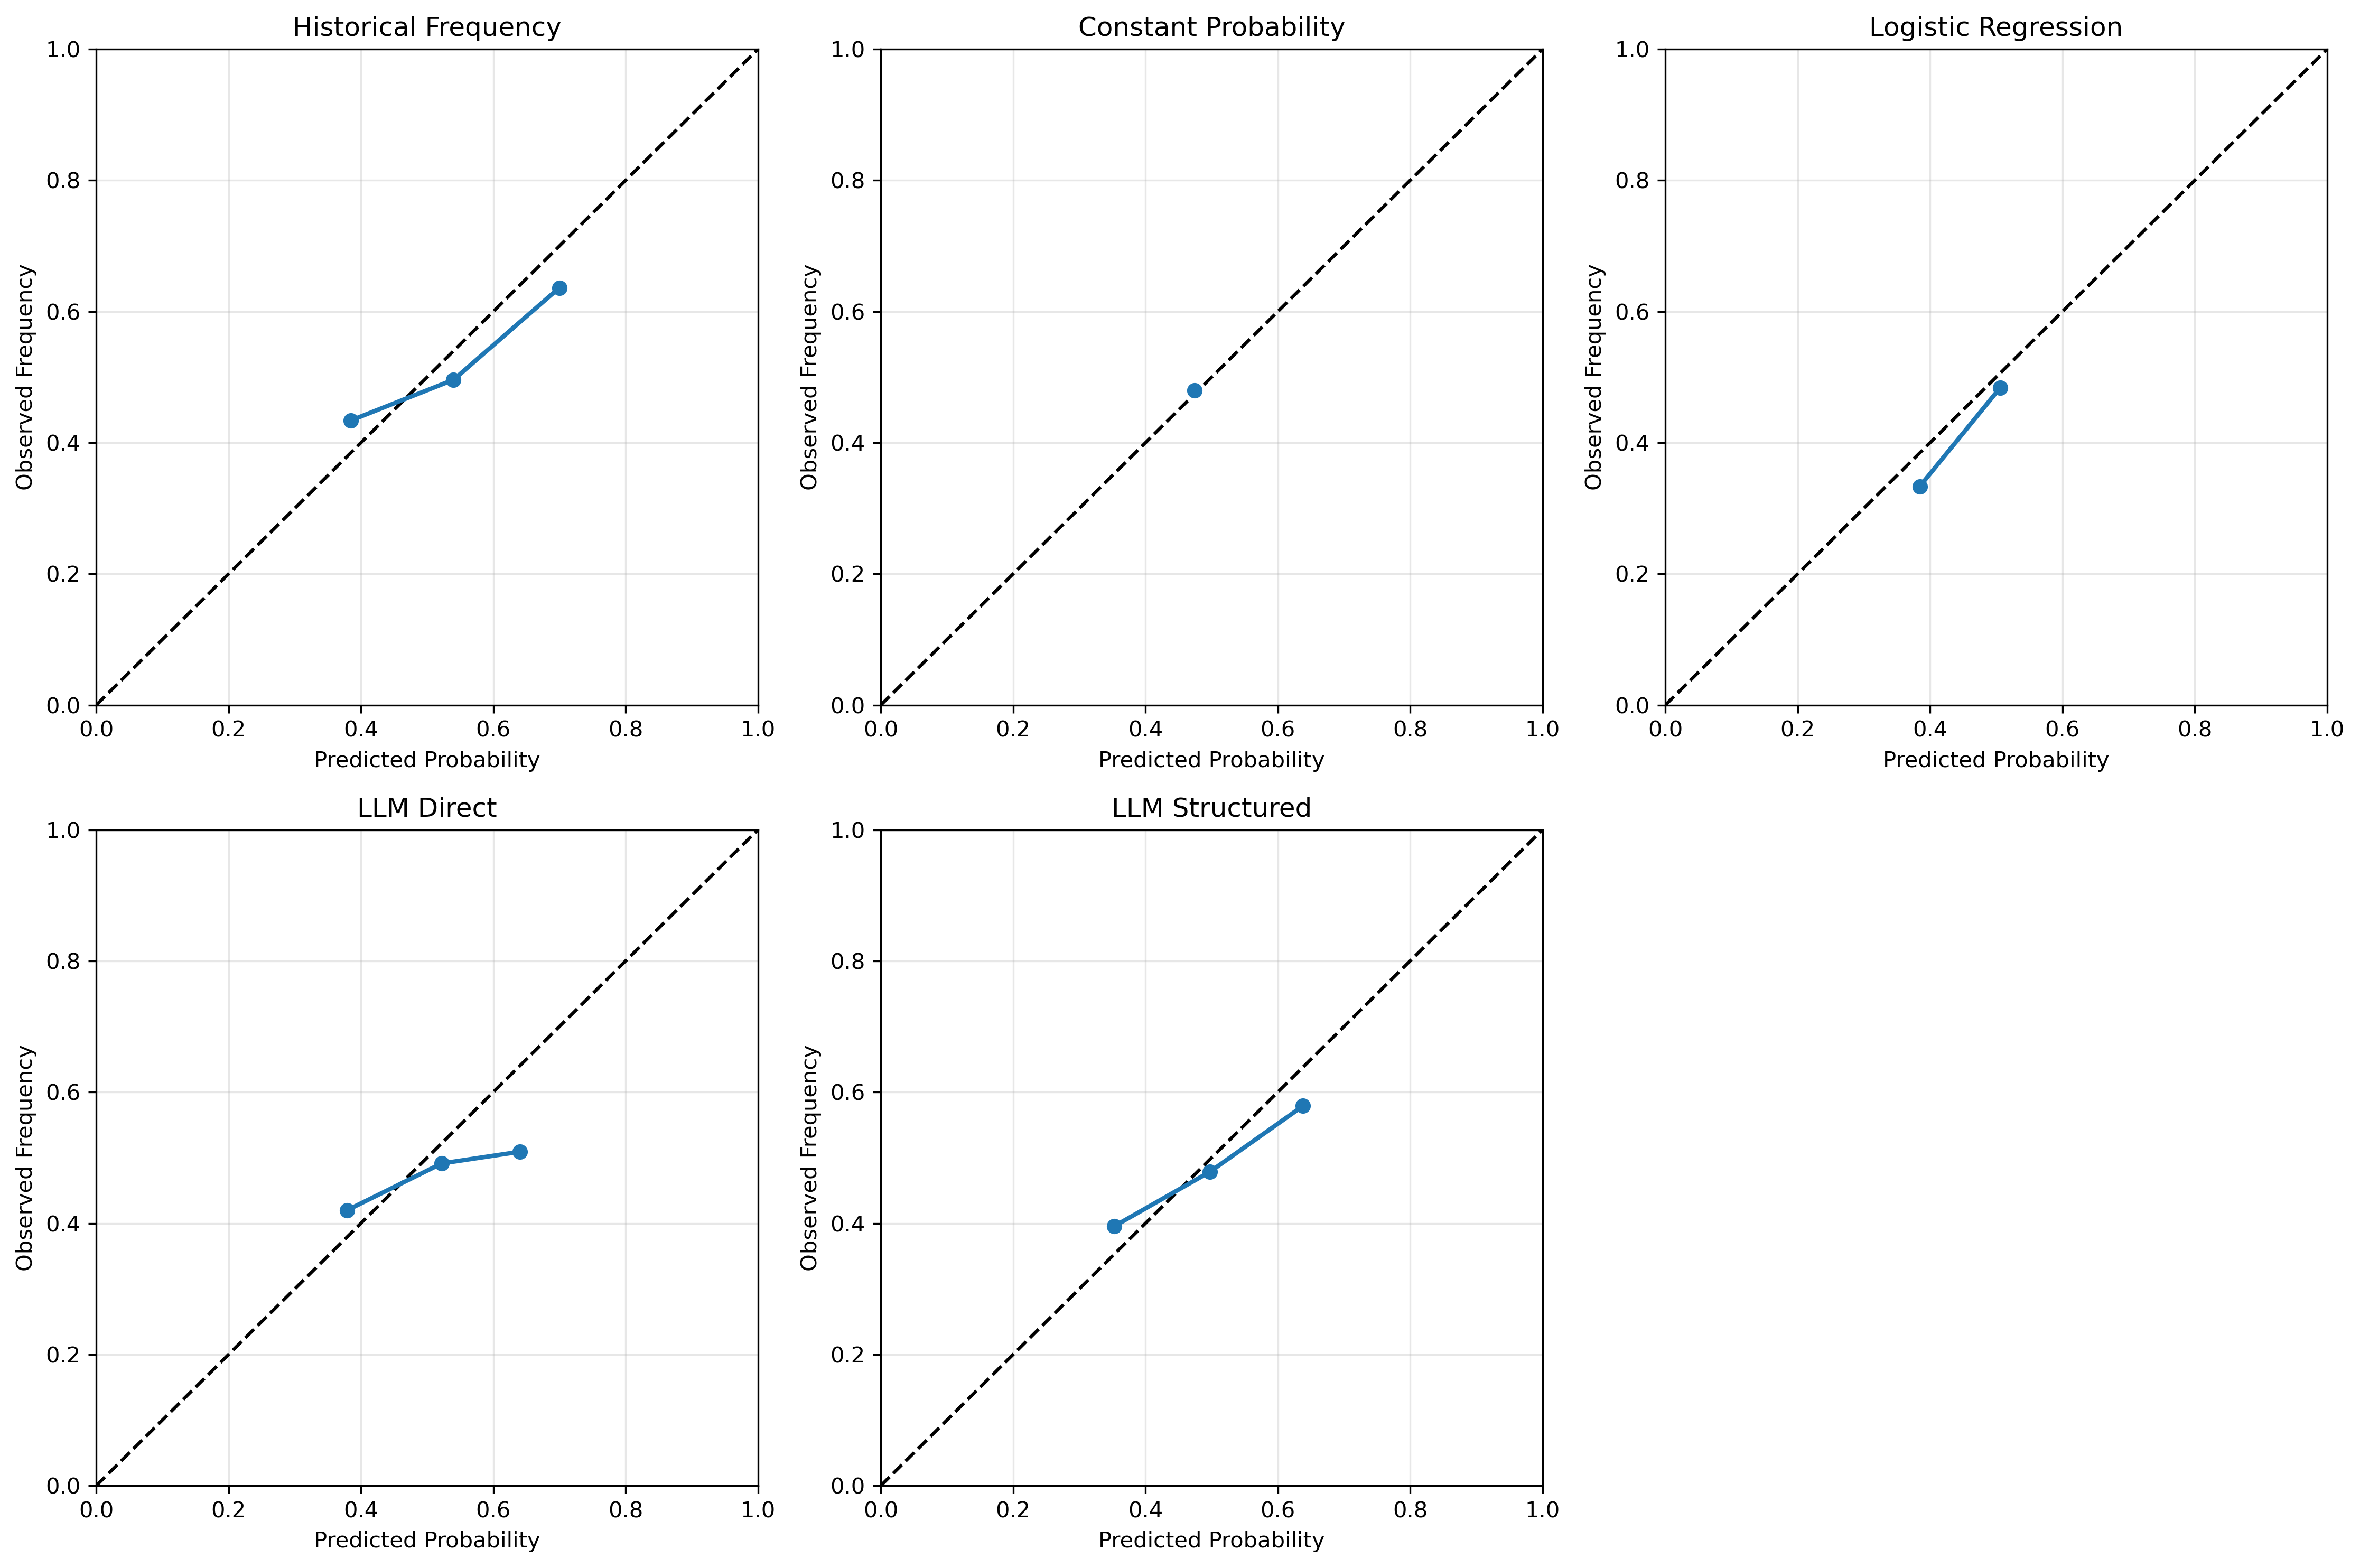 Historical Frequency
1.0
0.8
0.6
0.4
0.2
0.0
Observed Frequency
0.0 0.2 0.4 0.6 0.8 1.0
Predicted Probability
Constant Probability
1.0
0.8
0.6
0.4
0.2
0.0
Observed Frequency
0.0 0.2 0.4 0.6 0.8 1.0
Predicted Probability
Logistic Regression
1.0
0.8
0.6
0.4
0.2
0.0
Observed Frequency
0.0 0.2 0.4 0.6 0.8 1.0
Predicted Probability
LLM Direct
1.0
0.8
0.6
0.4
0.2
0.0
Observed Frequency
0.0 0.2 0.4 0.6 0.8 1.0
Predicted Probability
LLM Structured
1.0
0.8
0.6
0.4
0.2
0.0
Observed Frequency
0.0 0.2 0.4 0.6 0.8 1.0
Predicted Probability